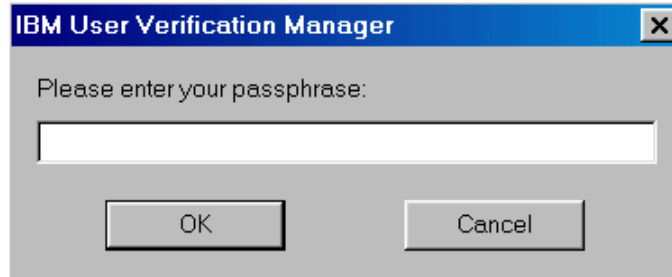 IBM User Verification Manager
Please enter your passphrase:
OK
Cancel